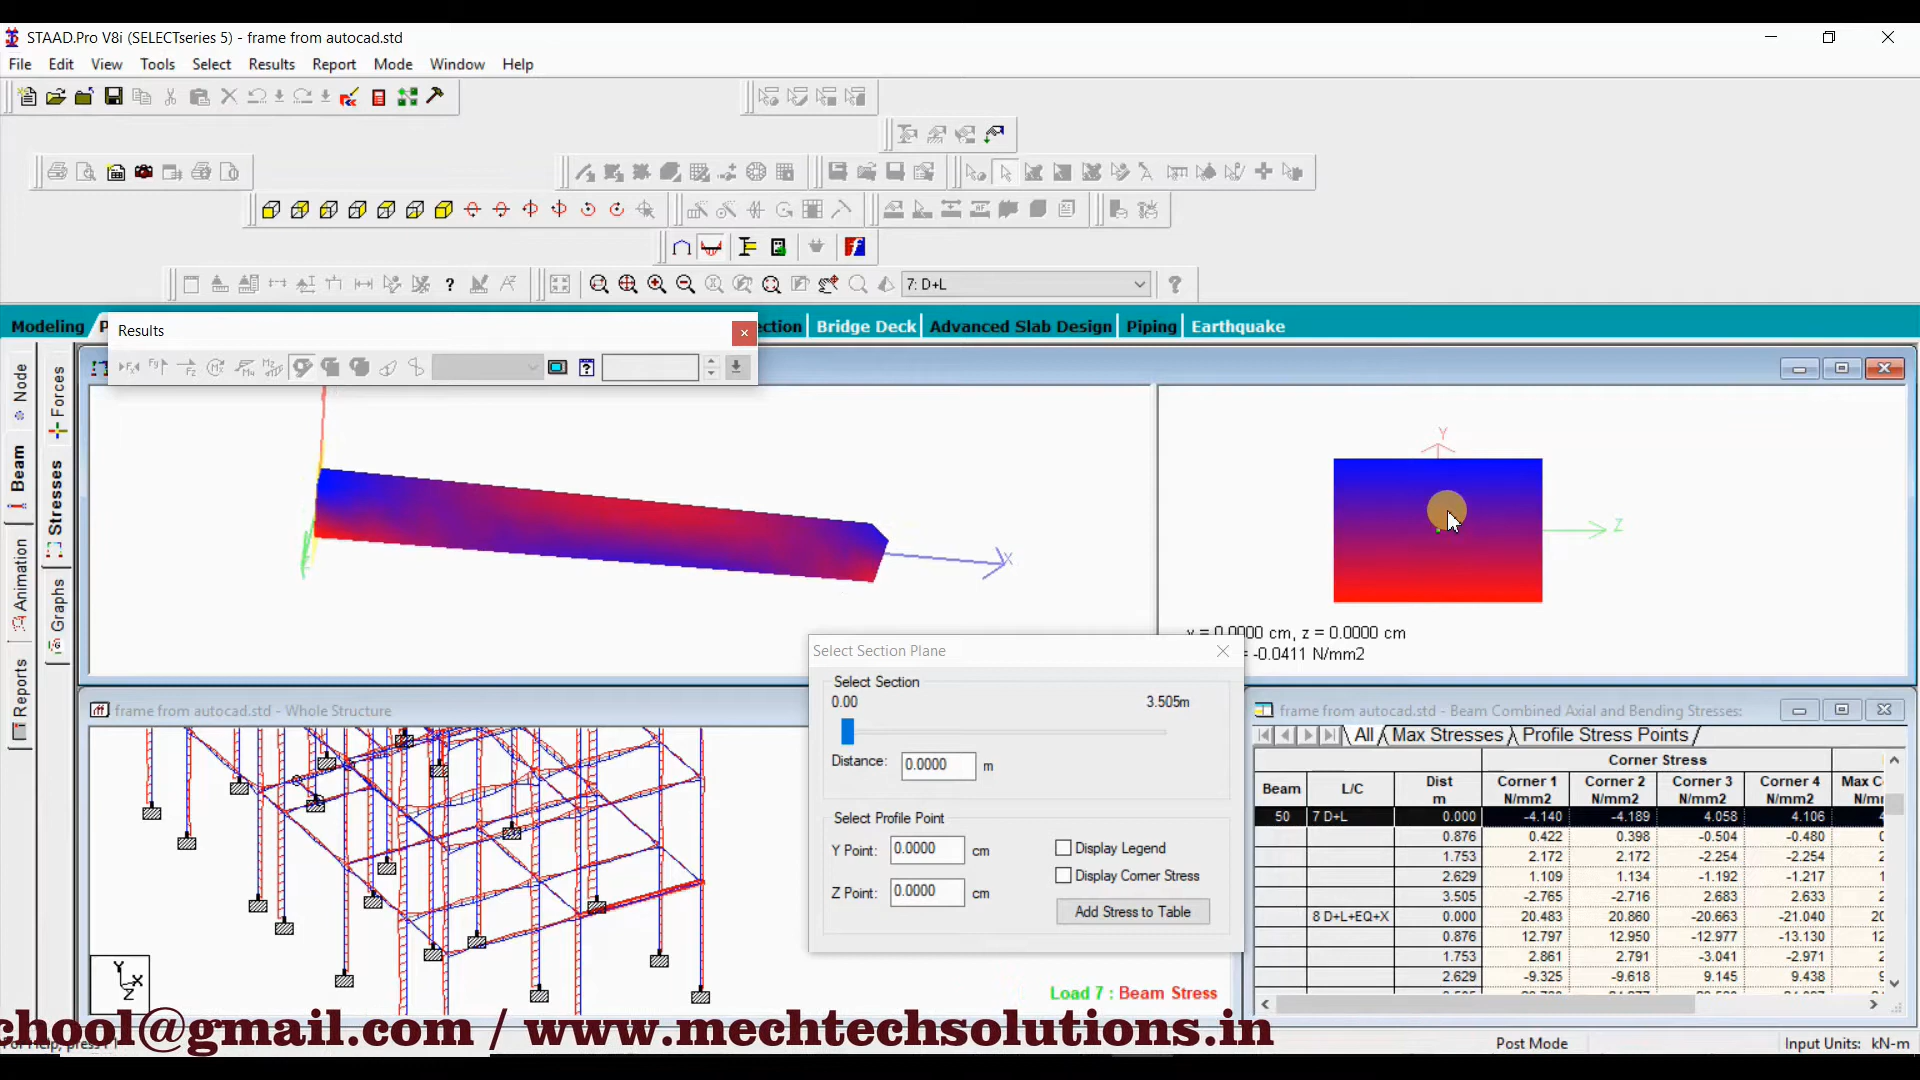 STAAD.Pro V8i (SELECTseries 5) - frame from autocad.std
File Edit View Tools Select Results Report Mode Window Help
7: D+L
Modeling
Results
Bridge Deck Advanced Slab Design Piping Earthquake
Node
Beam
Animation
Reports
Forces
Stresses
Graphs
X
Y
Z
y = 0.0000 cm, z = 0.0000 cm
= -0.0411 N/mm2
Select Section Plane
Select Section
0.00 3.505m
Distance: 0.0000 m
Select Profile Point
Y Point: 0.0000 cm
Z Point: 0.0000 cm
Display Legend
Display Corner Stress
Add Stress to Table
frame from autocad.std - Whole Structure
Y
X
Z
Load 7 : Beam Stress
frame from autocad.std - Beam Combined Axial and Bending Stresses:
All Max Stresses Profile Stress Points
Corner Stress
Beam L/C Dist m Corner 1 N/mm2 Corner 2 N/mm2 Corner 3 N/mm2 Corner 4 N/mm2 Max
50 7 D+L 0.000 -4.140 -4.189 4.058 4.106
0.876 0.422 0.398 -0.504 -0.480
1.753 2.172 2.172 -2.254 -2.254
2.629 1.109 1.134 -1.192 -1.217
3.505 -2.765 -2.716 2.683 2.633
8 D+L+EQ+X 0.000 20.483 20.860 -20.663 -21.040
0.876 12.797 12.950 -12.977 -13.130
1.753 2.861 2.791 -3.041 -2.971
2.629 -9.325 -9.618 9.145 9.438
chool@gmail.com / www.mechtechsolutions.in
Post Mode Input Units: kN-m